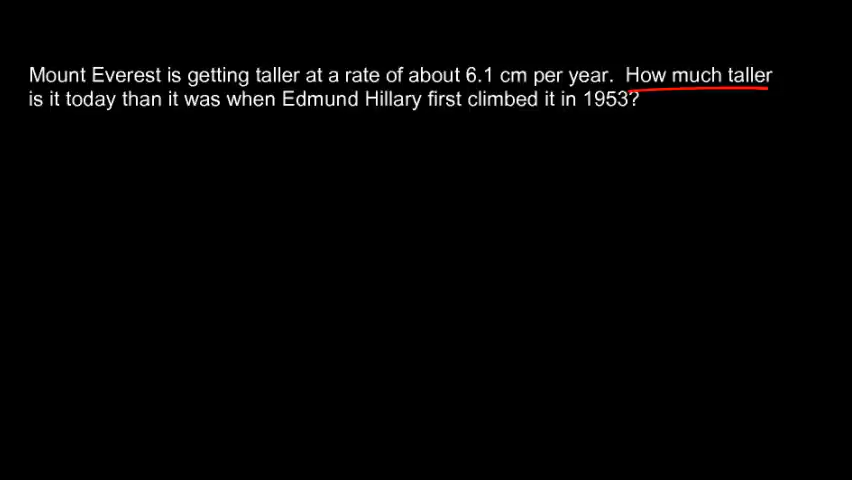 Mount Everest is getting taller at a rate of about 6.1 cm per year.  How much taller
is it today than it was when Edmund Hillary first climbed it in 1953?